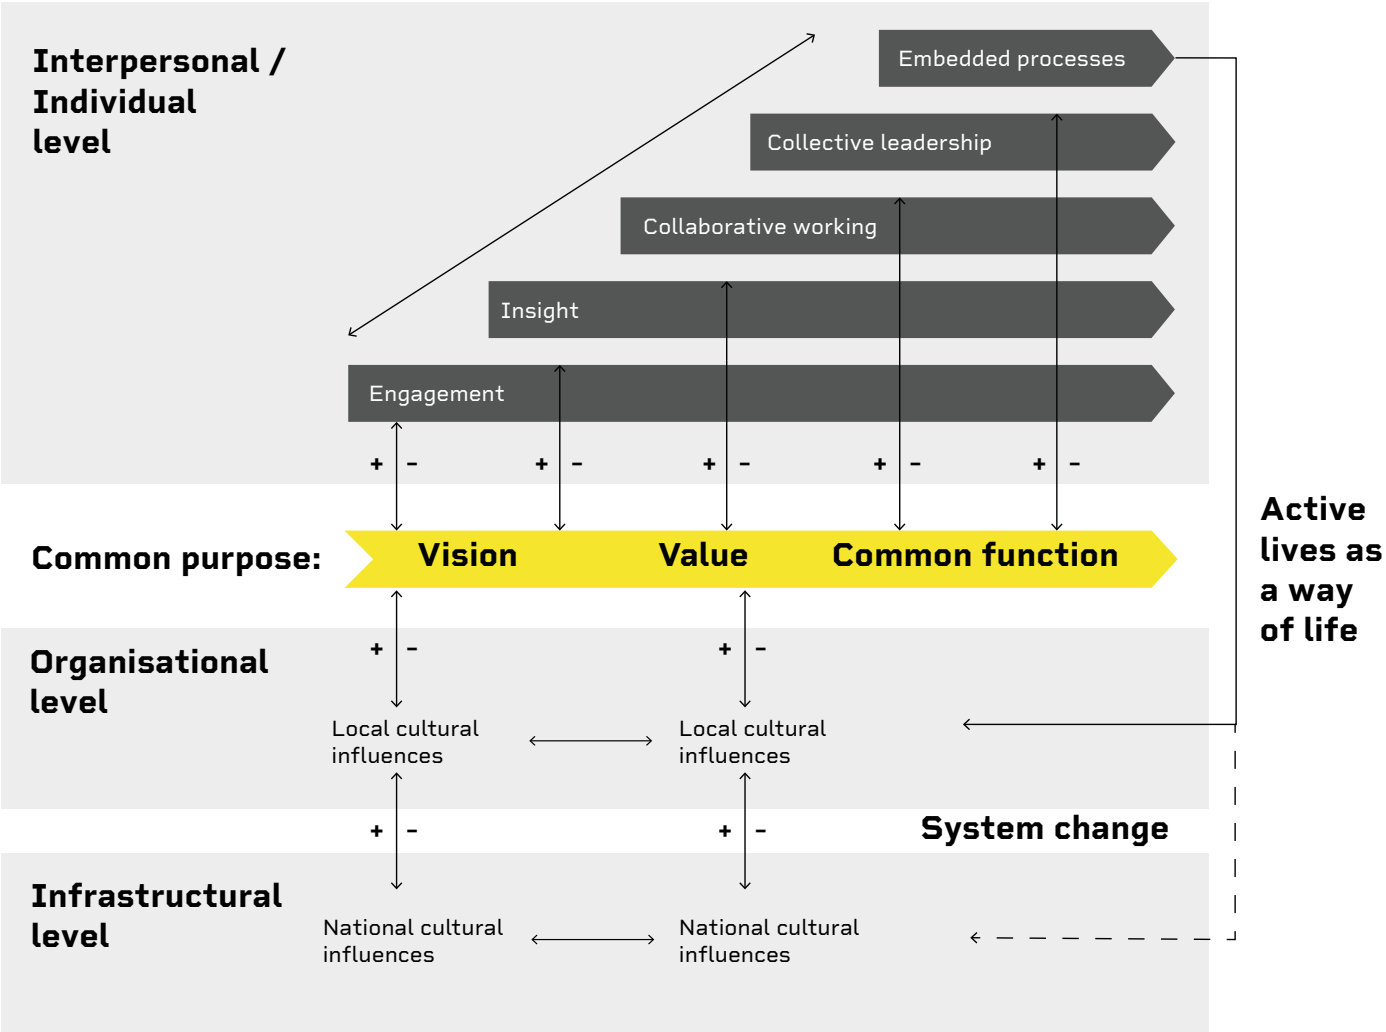 Interpersonal /
Individual
level
Embedded processes
Collective leadership
Collaborative working
Insight
Engagement
+ - + - + - + - + -
Common purpose: Vision Value Common function
Active
lives as
a way
of life
+ - + -
Organisational
level
Local cultural
influences
Local cultural
influences
+ - + -
System change
Infrastructural
level
National cultural
influences
National cultural
influences